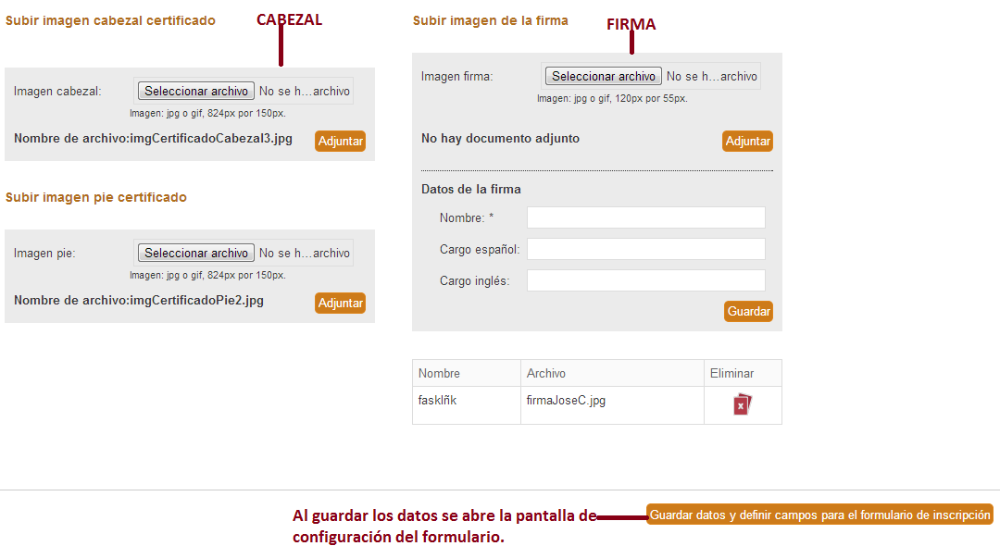 Subir imagen cabezal certificado
CABEZAL
Imagen cabezal:
Seleccionar archivo
No se h...archivo
Imagen: jpg o gif, 824px por 150px.
Nombre de archivo:imgCertificadoCabezal3.jpg
Adjuntar
Subir imagen pie certificado
Imagen pie:
Seleccionar archivo
No se h...archivo
Imagen: jpg o gif, 824px por 150px.
Nombre de archivo:imgCertificadoPie2.jpg
Adjuntar
Subir imagen de la firma
FIRMA
Imagen firma:
Seleccionar archivo
No se h...archivo
Imagen: jpg o gif, 120px por 55px.
No hay documento adjunto
Adjuntar
Datos de la firma
Nombre: *
Cargo español:
Cargo inglés:
Guardar
Nombre Archivo Eliminar
fasklñk firmaJoseC.jpg
x
Al guardar los datos se abre la pantalla de
configuración del formulario.
Guardar datos y definir campos para el formulario de inscripción